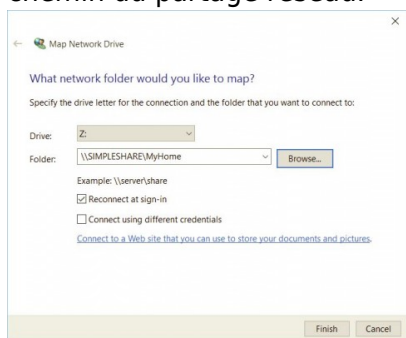 chemin du partage réseau.
Map Network Drive
What network folder would you like to map?
Specify the drive letter for the connection and the folder that you want to connect to:
Drive: Z:
Folder: \\SIMPLESHARE\MyHome Browse...
Example: \\server\share
Reconnect at sign-in
Connect using different credentials
Connect to a Web site that you can use to store your documents and pictures.
Finish Cancel